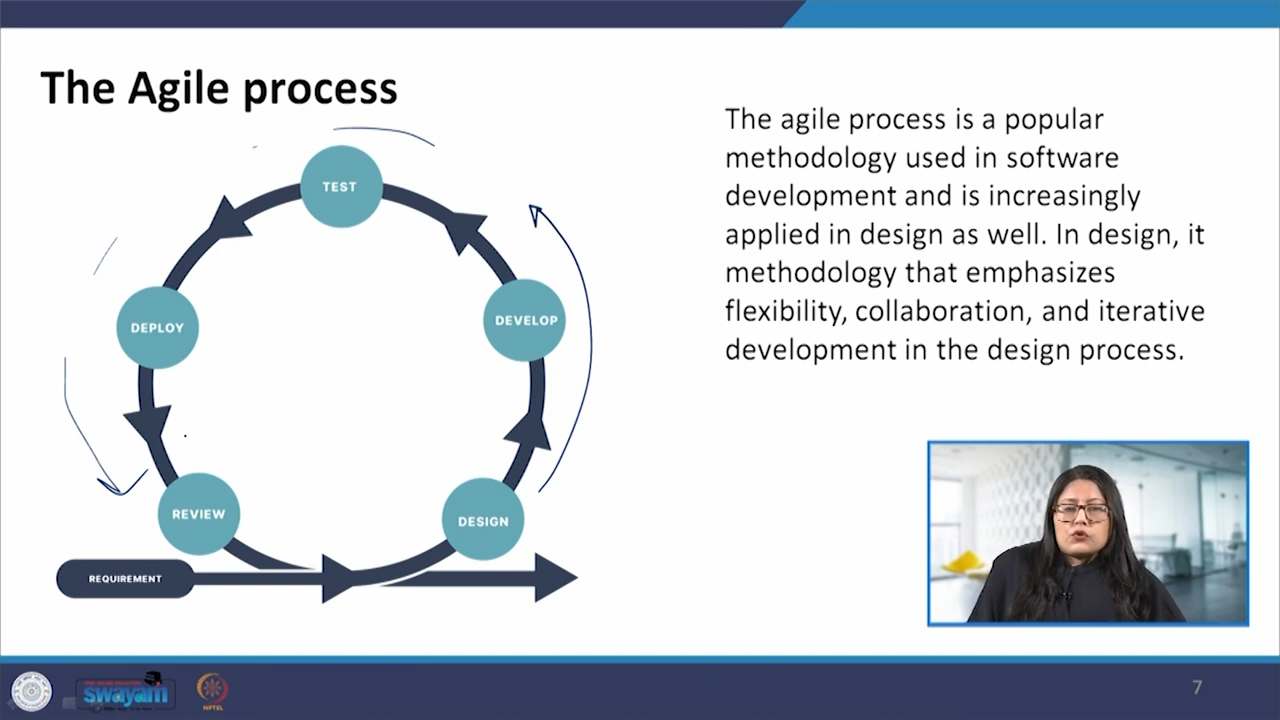 The Agile process
The agile process is a popular
methodology used in software
development and is increasingly
applied in design as well. In design, it
methodology that emphasizes
flexibility, collaboration, and iterative
development in the design process.
TEST
DEPLOY
DEVELOP
REVIEW
DESIGN
REQUIREMENT
swayam
NPTEL
7